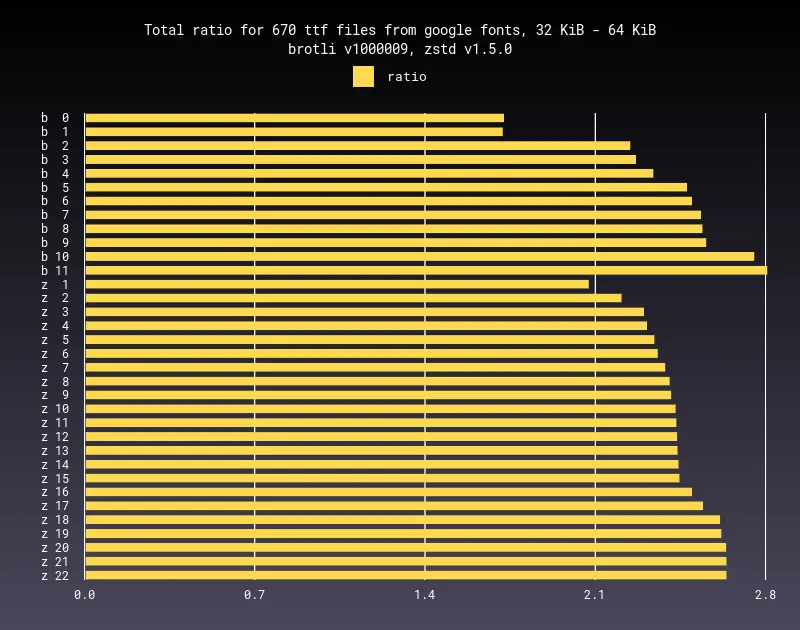 Total ratio for 670 ttf files from google fonts, 32 KiB - 64 KiB
brotli v1000009, zstd v1.5.0
ratio
b 0
b 1
b 2
b 3
b 4
b 5
b 6
b 7
b 8
b 9
b 10
b 11
z 1
z 2
z 3
z 4
z 5
z 6
z 7
z 8
z 9
z 10
z 11
z 12
z 13
z 14
z 15
z 16
z 17
z 18
z 19
z 20
z 21
z 22
0.0 0.7 1.4 2.1 2.8